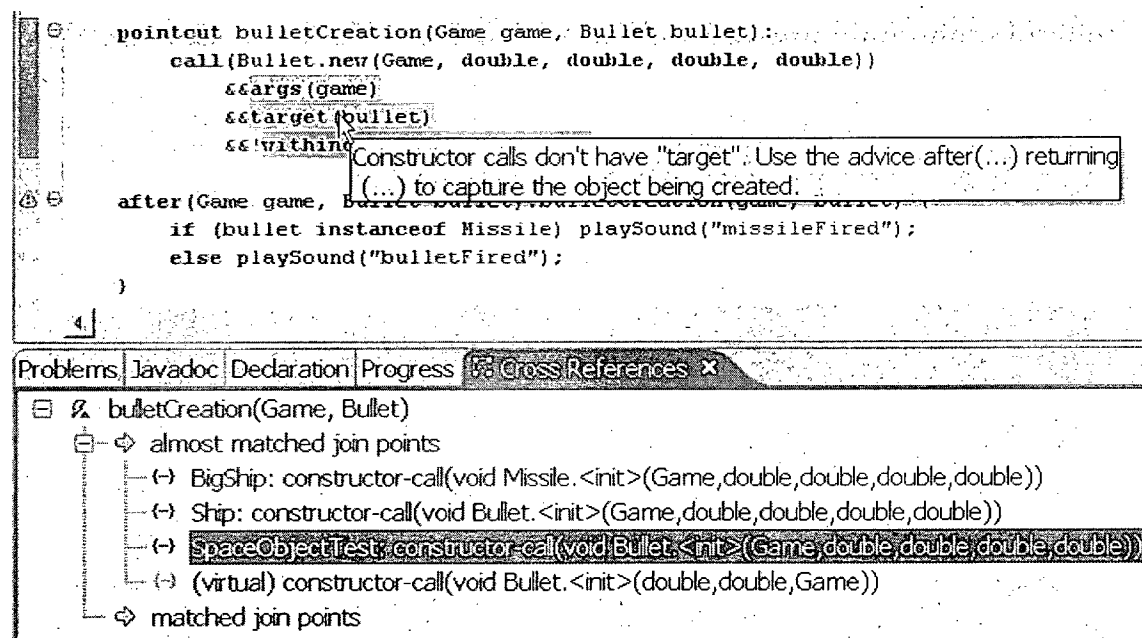 pointcut bulletCreation(Game game, Bullet bullet):
call(Bullet.new(Game, double, double, double, double))
&&args(game)
&&target(bullet)
&&!within
Constructor calls don't have "target". Use the advice after(...) returning
(...) to capture the object being created.
after(Game game,
if (bullet instanceof Missile) playSound("missileFired");
else playSound("bulletFired");
}
4.
Problems Javadoc Declaration Progress Cross References
bulletCreation(Game, Bullet)
almost matched join points
BigShip: constructor-call(void Missile.<init>(Game,double,double,double,double))
Ship: constructor-call(void Bullet.<init>(Game,double,double,double,double))
SpaceObjectTest: constructor-call(void Bullet.<init>(Game,double,double,double,double))
(virtual) constructor-call(void Bullet.<init>(double,double,Game))
matched join points